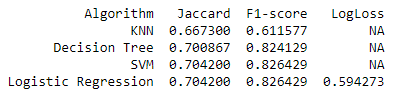 Algorithm Jaccard F1-score LogLoss
KNN 0.667300 0.611577 NA
Decision Tree 0.700867 0.824129 NA
SVM 0.704200 0.826429 NA
Logistic Regression 0.704200 0.826429 0.594273